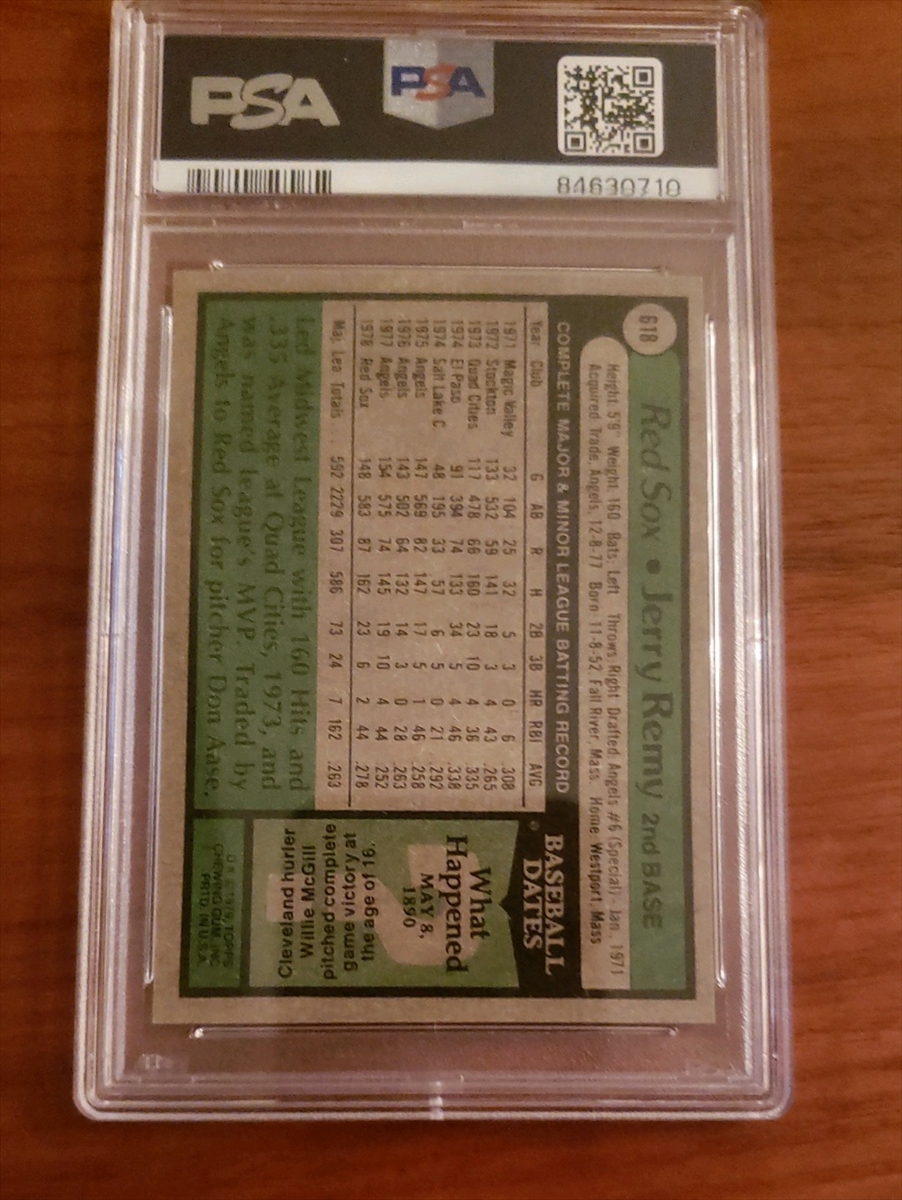 PSA
PSA
84630710
618
Red Sox • Jerry Remy 2nd BASE
Height 5'9" Weight 160 Bats: Left Throws: Right Drafted: Angels #6 (Special)-Jan., 1971
Acquired: Trade, Angels, 12-8-77 Born: 11-8-52, Fall River, Mass Home: Westport, Mass
COMPLETE MAJOR & MINOR LEAGUE BATTING RECORD
Year Club G AB R H 2B 3B HR RBI AVG
1971 Magic Valley 32 104 25 32 5 3 0 6 .308
1972 Stockton 133 532 59 141 18 3 4 43 .265
1973 Quad Cities 117 478 66 160 23 10 4 36 .335
1974 El Paso 91 394 74 133 34 5 4 46 .338
1974 Salt Lake C. 48 195 33 57 6 5 0 21 .292
1975 Angels 147 569 82 147 17 5 1 46 .258
1976 Angels 143 502 64 132 14 3 0 28 .263
1977 Angels 154 575 74 145 19 10 4 44 .252
1978 Red Sox 148 583 87 162 23 6 2 44 .278
Maj. Lea. Totals . . 592 2229 307 586 73 24 7 162 .263
Led Midwest League with 160 Hits and
.335 Average at Quad Cities, 1973, and
was named league's MVP. Traded by
Angels to Red Sox for pitcher Don Aase.
BASEBALL
DATES
What
Happened
MAY 8,
1890
Cleveland hurler
Willie McGill
pitched complete
game victory at
the age of 16.
1979 TOPPS
CHEWING GUM, INC.
PRTD. IN U.S.A.